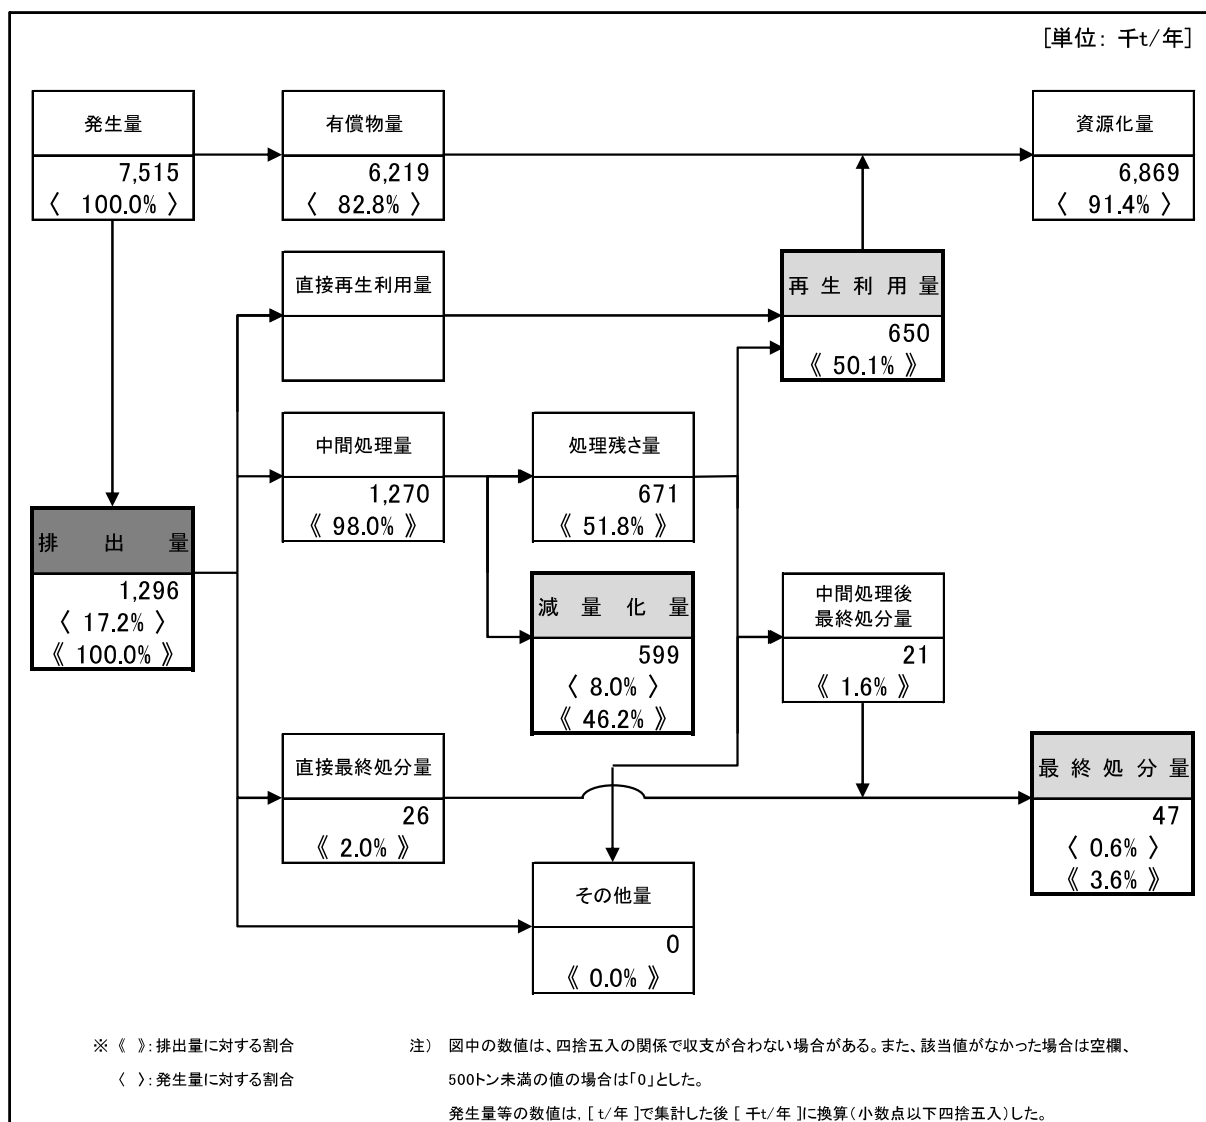 [単位: 千t/年]
発生量
7,515
〈 100.0% 〉
有償物量
6,219
〈 82.8% 〉
資源化量
6,869
〈 91.4% 〉
直接再生利用量
再生利用量
650
《 50.1% 》
中間処理量
1,270
《 98.0% 》
処理残さ量
671
《 51.8% 》
排出量
1,296
〈 17.2% 〉
《 100.0% 》
減量化量
599
〈 8.0% 〉
《 46.2% 》
中間処理後
最終処分量
21
《 1.6% 》
直接最終処分量
26
《 2.0% 》
最終処分量
47
〈 0.6% 〉
《 3.6% 》
その他量
0
《 0.0% 》
※ 《 》:排出量に対する割合
〈 〉:発生量に対する割合
注) 図中の数値は、四捨五入の関係で収支が合わない場合がある。また、該当値がなかった場合は空欄、
500トン未満の値の場合は「0」とした。
発生量等の数値は, [ t/年 ]で集計した後 [ 千t/年 ]に換算(小数点以下四捨五入)した。